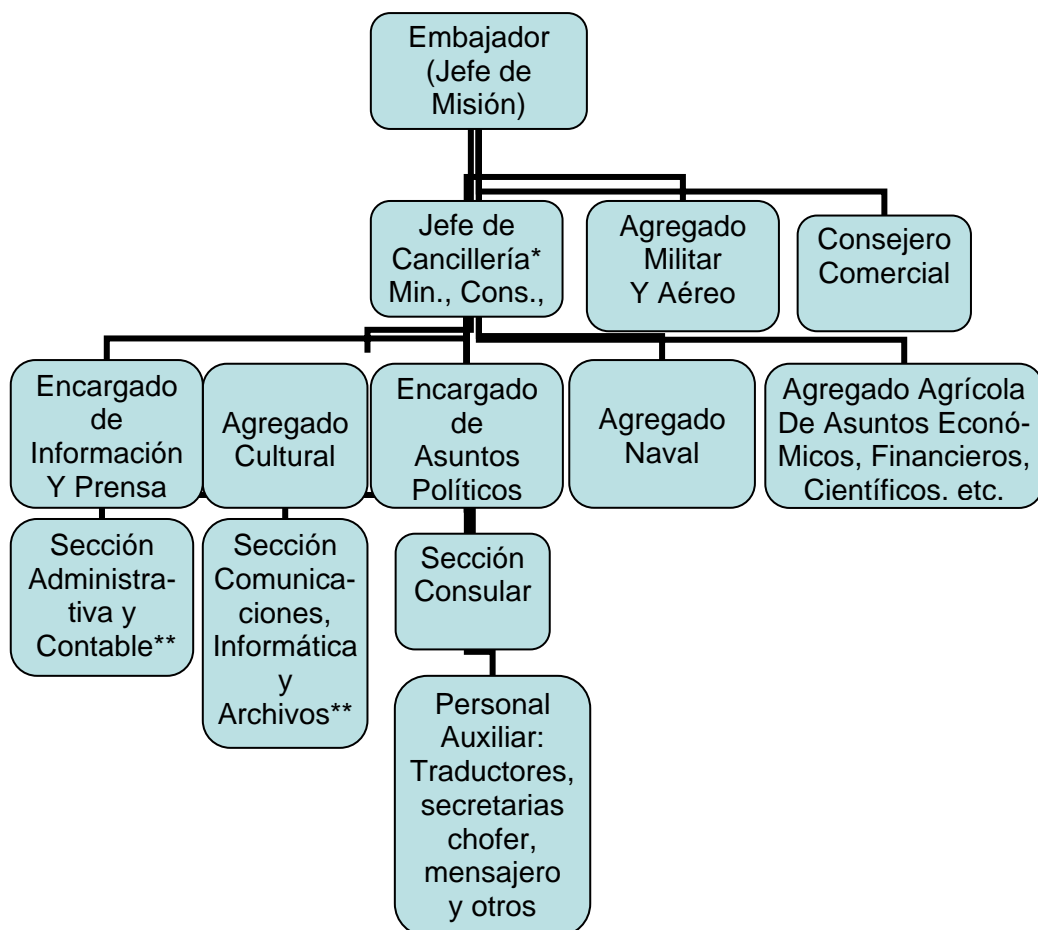 Embajador
(Jefe de
Misión)
Jefe de
Cancillería*
Min., Cons.,
Agregado
Militar
Y Aéreo
Consejero
Comercial
Encargado
de
Información
Y Prensa
Agregado
Cultural
Encargado
de
Asuntos
Políticos
Agregado
Naval
Agregado Agrícola
De Asuntos Econó-
Micos, Financieros,
Científicos. etc.
Sección
Administra-
tiva y
Contable**
Sección
Comunica-
ciones,
Informática
y
Archivos**
Sección
Consular
Personal
Auxiliar:
Traductores,
secretarias
chofer,
mensajero
y otros